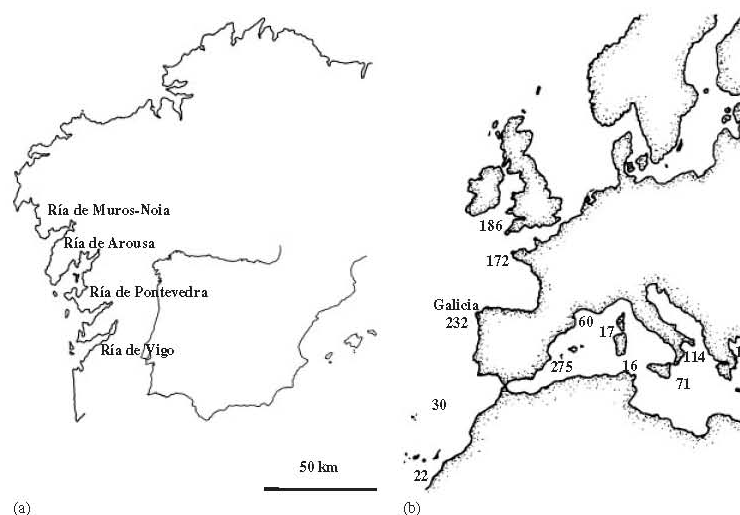 Ría de Muros-Noia
Ría de Arousa
Ría de Pontevedra
Ría de Vigo
50 km
(a)
186
172
Galicia
232
60
17
275
16
114
71
30
22
(b)